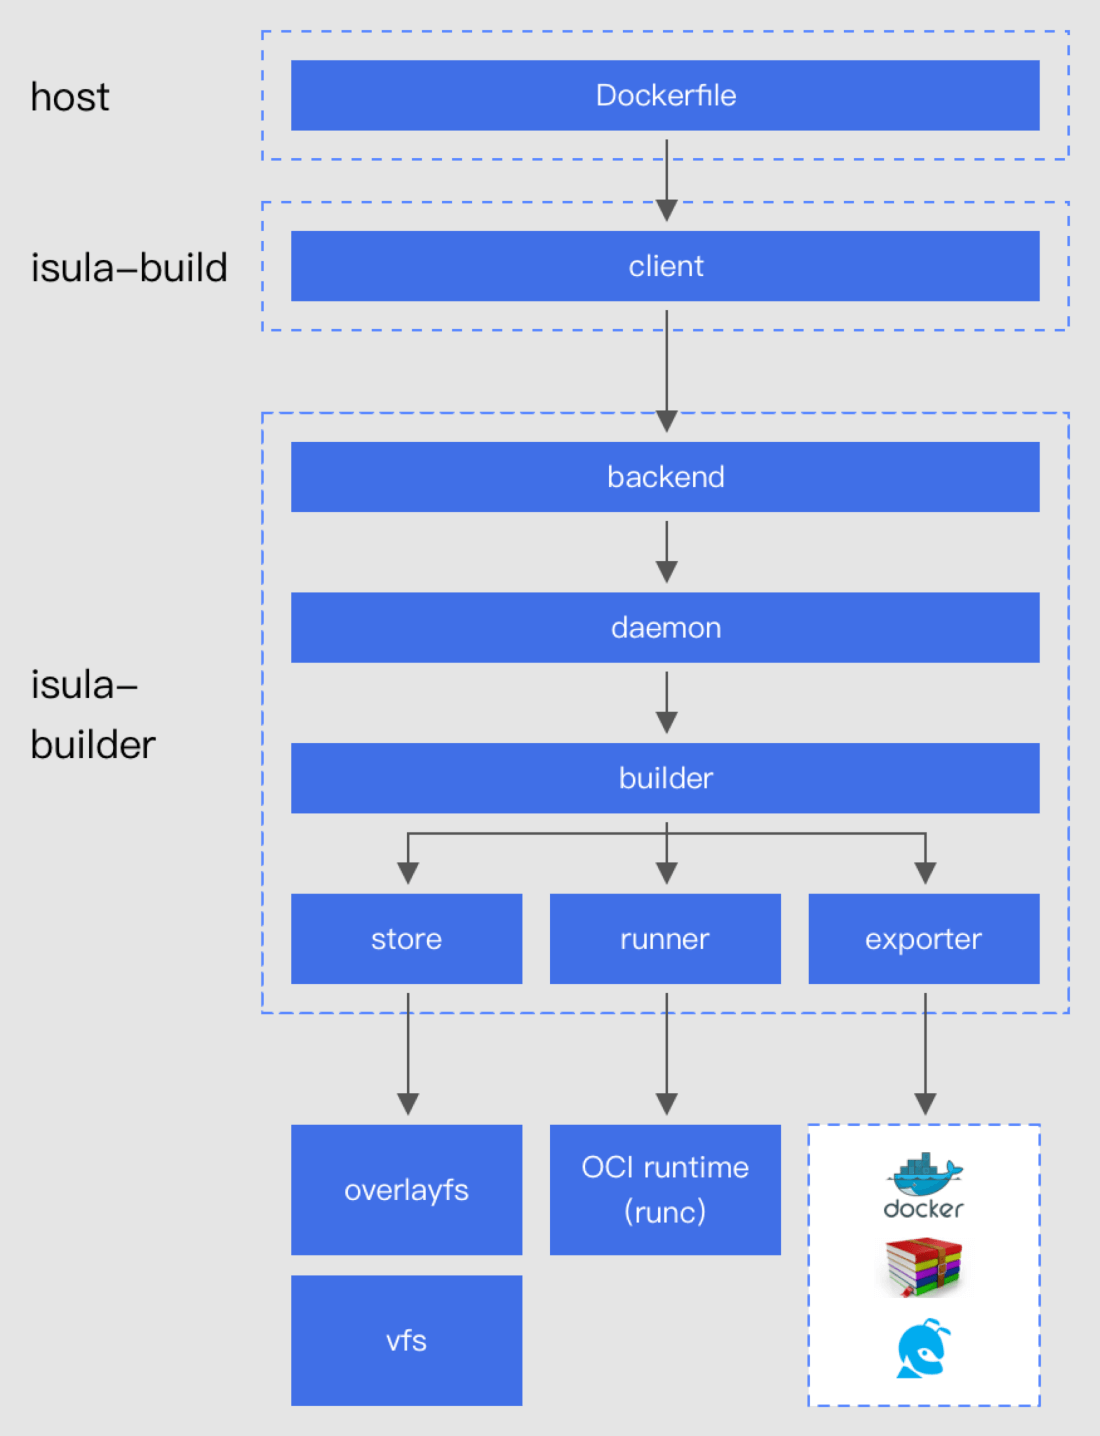 host
Dockerfile
isula-build
client
backend
daemon
isula-
builder
builder
store
runner
exporter
overlayfs
OCI runtime
(runc)
docker
vfs